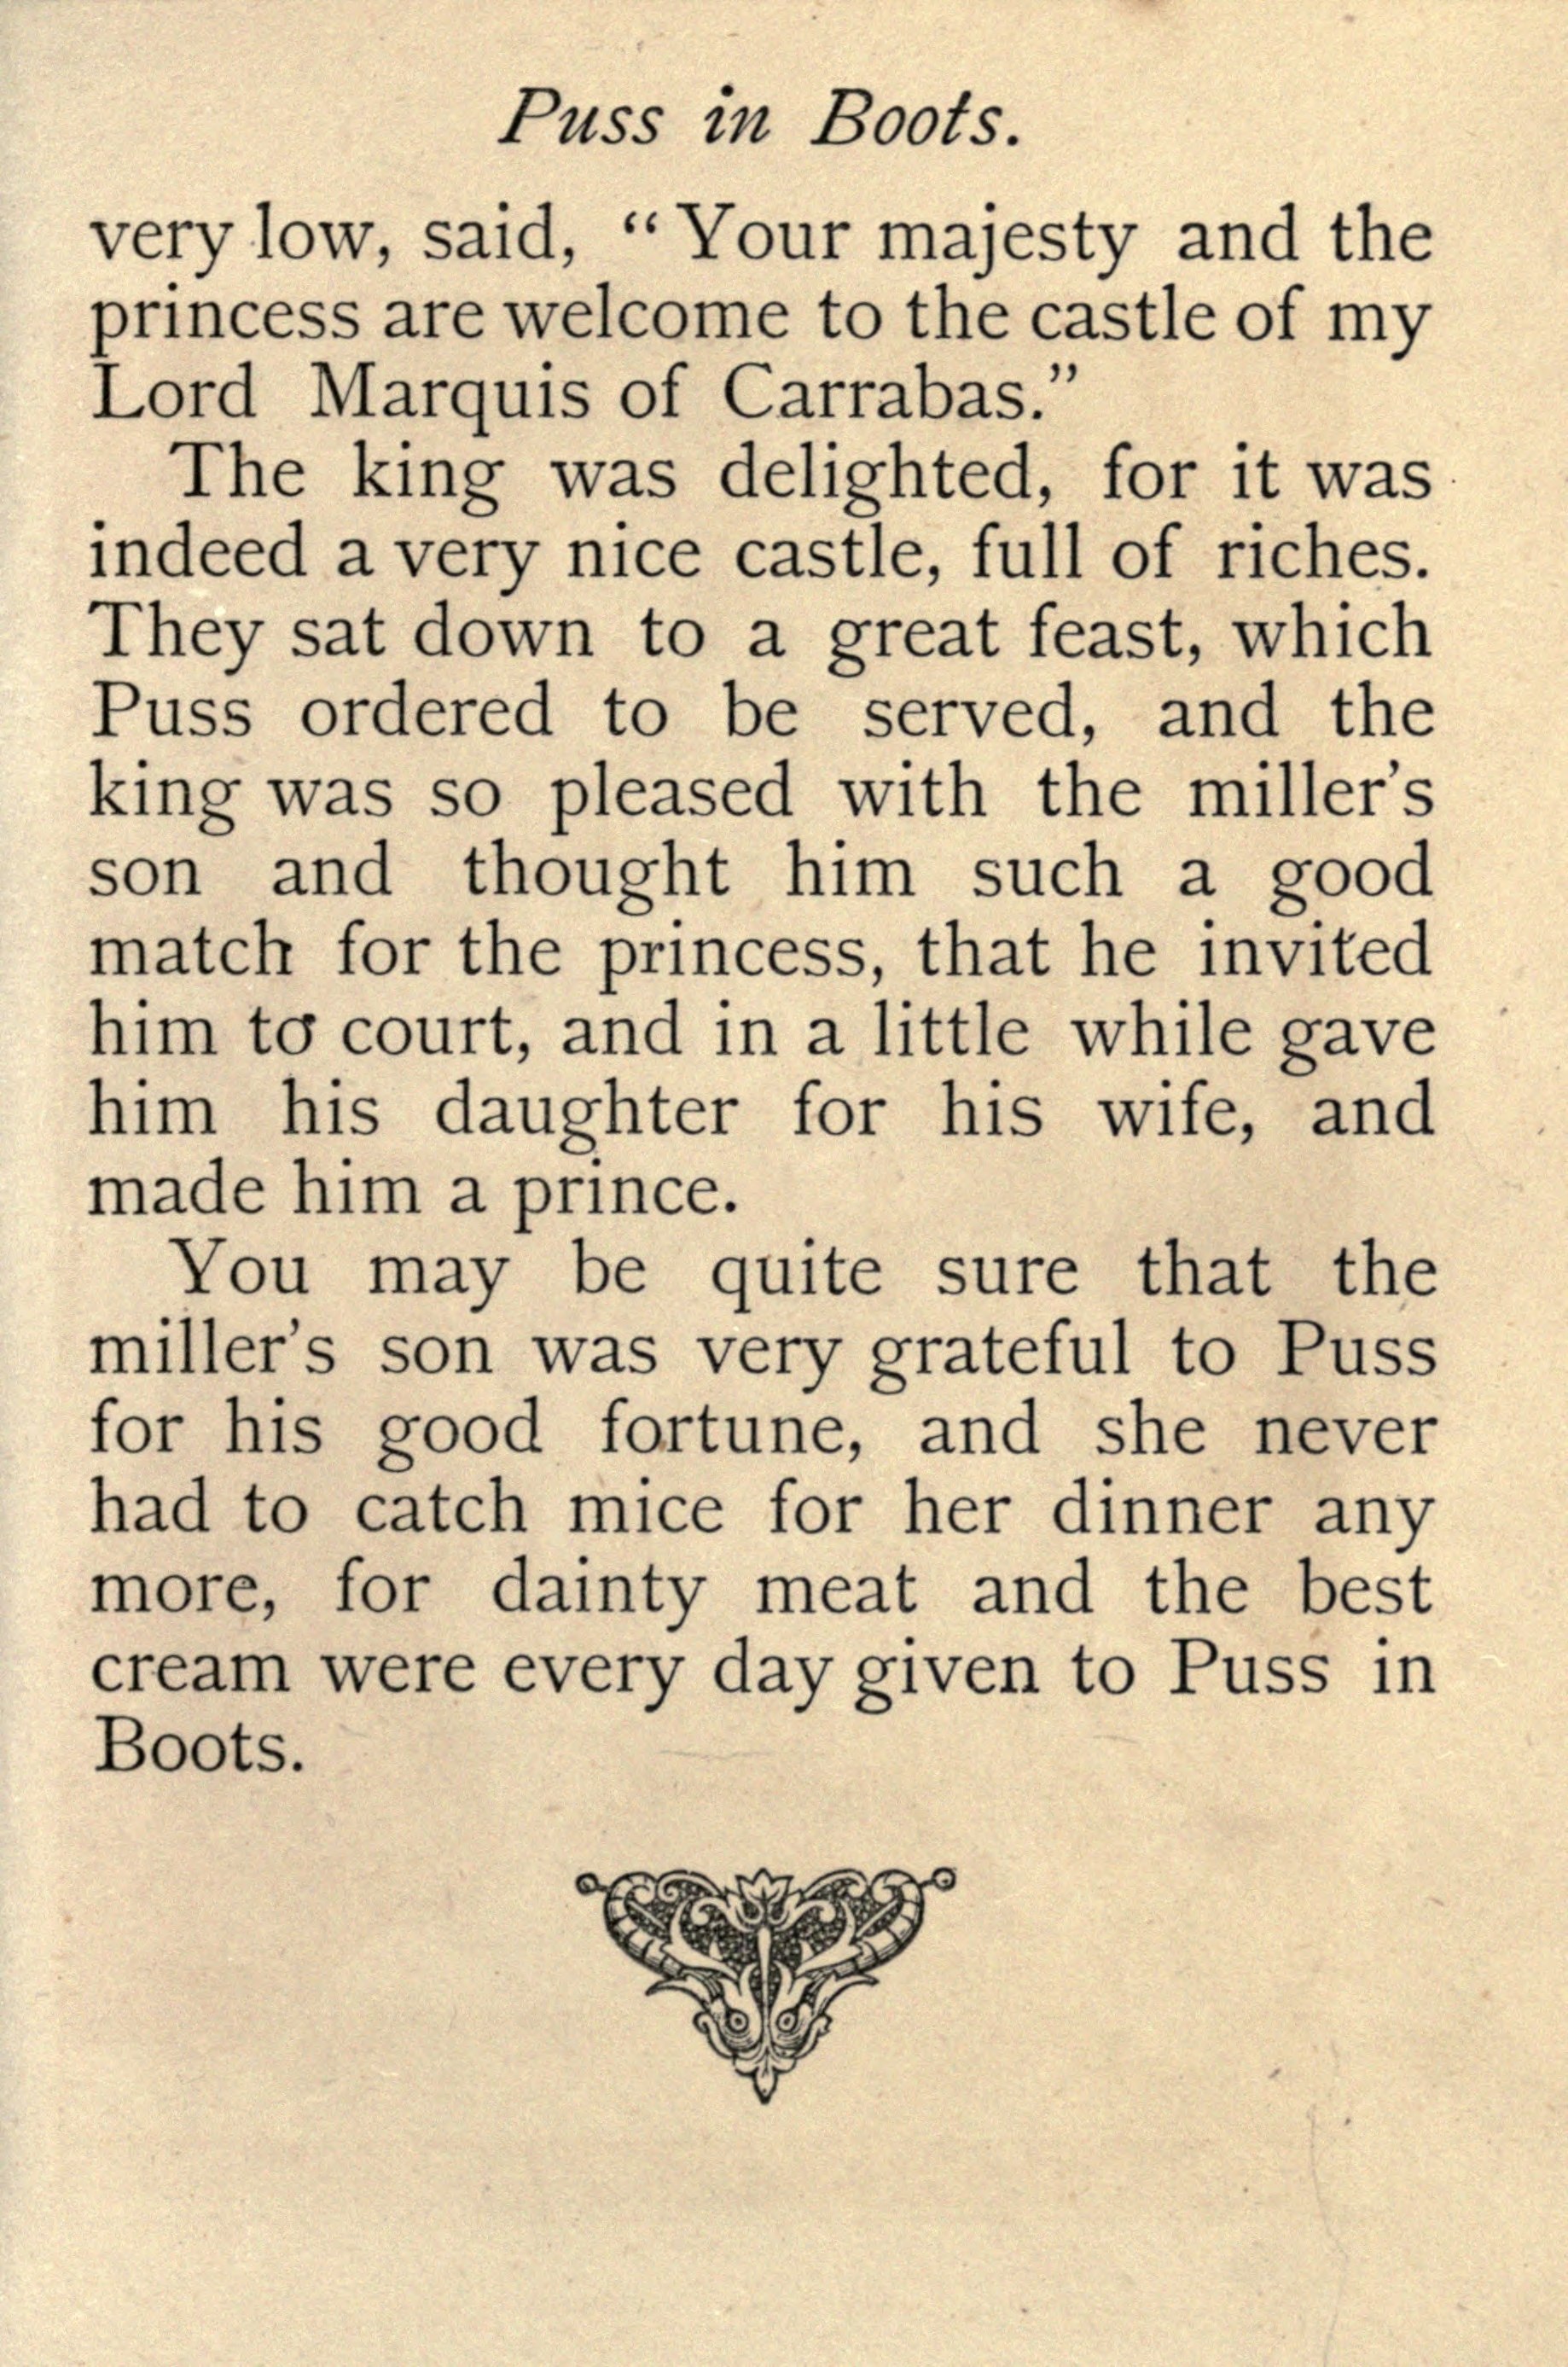 Puss in Boots.
very low, said, “Your majesty and the
princess are welcome to the castle of my
Lord Marquis of Carrabas.”
The king was delighted, for it was
indeed a very nice castle, full of riches.
They sat down to a great feast, which
Puss ordered to be served, and the
king was so pleased with the miller’s
son and thought him such a good
match for the princess, that he invited
him to court, and in a little while gave
him his daughter for his wife, and
made him a prince.
You may be quite sure that the
miller’s son was very grateful to Puss
for his good fortune, and she never
had to catch mice for her dinner any
more, for dainty meat and the best
cream were every day given to Puss in
Boots.